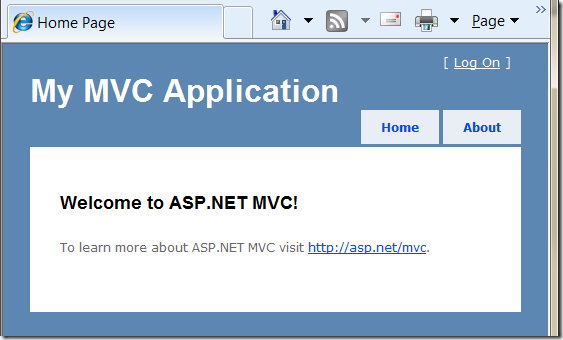 Home Page
Page
[ Log On ]
My MVC Application
Home About
Welcome to ASP.NET MVC!
To learn more about ASP.NET MVC visit http://asp.net/mvc.